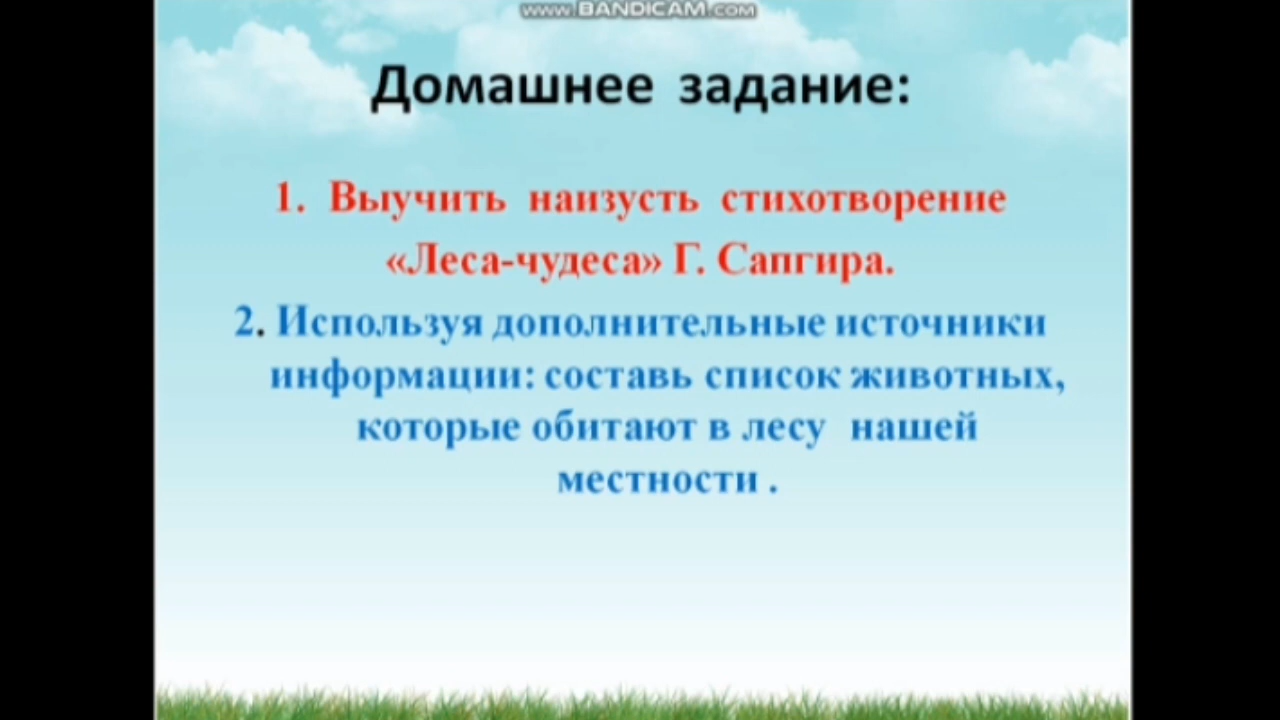 www.BANDICAM.com
Домашнее задание:
1. Выучить наизусть стихотворение
«Леса-чудеса» Г. Сапгира.
2. Используя дополнительные источники
информации: составь список животных,
которые обитают в лесу нашей
местности .